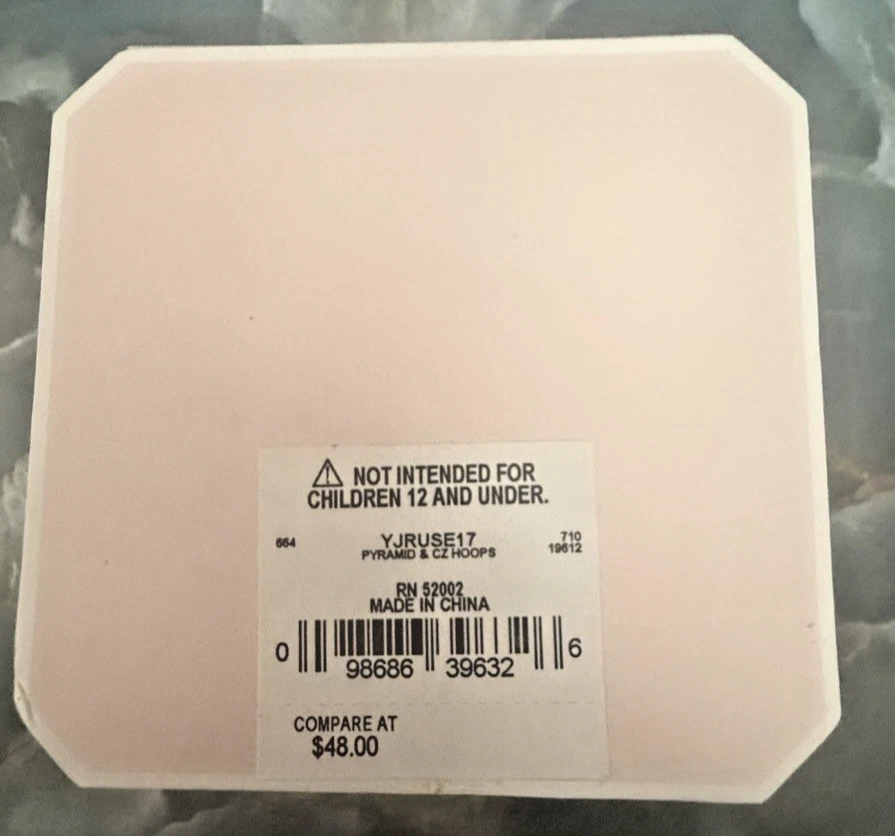 ⚠ NOT INTENDED FOR
CHILDREN 12 AND UNDER.
664 YJRUSE17 710
PYRAMID & CZ HOOPS 19612
RN 52002
MADE IN CHINA
0 98686 39632 6
COMPARE AT
$48.00